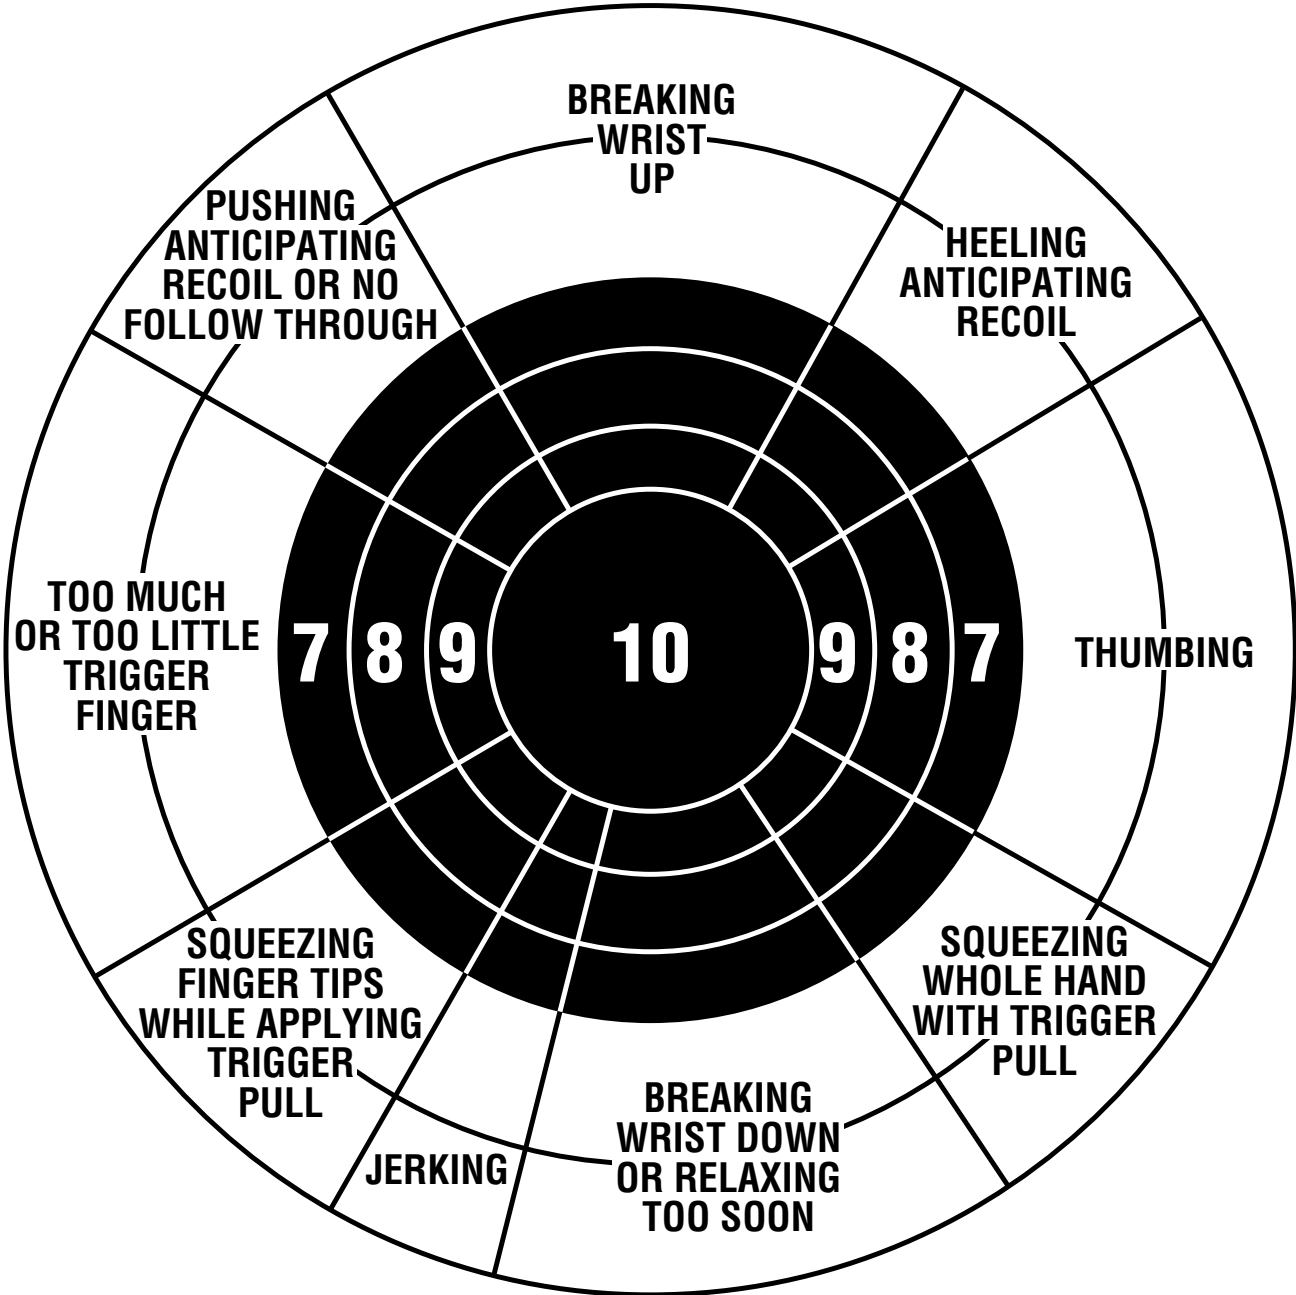 BREAKING
WRIST
UP
PUSHING
ANTICIPATING
RECOIL OR NO
FOLLOW THROUGH
HEELING
ANTICIPATING
RECOIL
TOO MUCH
OR TOO LITTLE
TRIGGER
FINGER
7 8 9 10 9 8 7
THUMBING
SQUEEZING
FINGER TIPS
WHILE APPLYING
TRIGGER
PULL
SQUEEZING
WHOLE HAND
WITH TRIGGER
PULL
JERKING
BREAKING
WRIST DOWN
OR RELAXING
TOO SOON